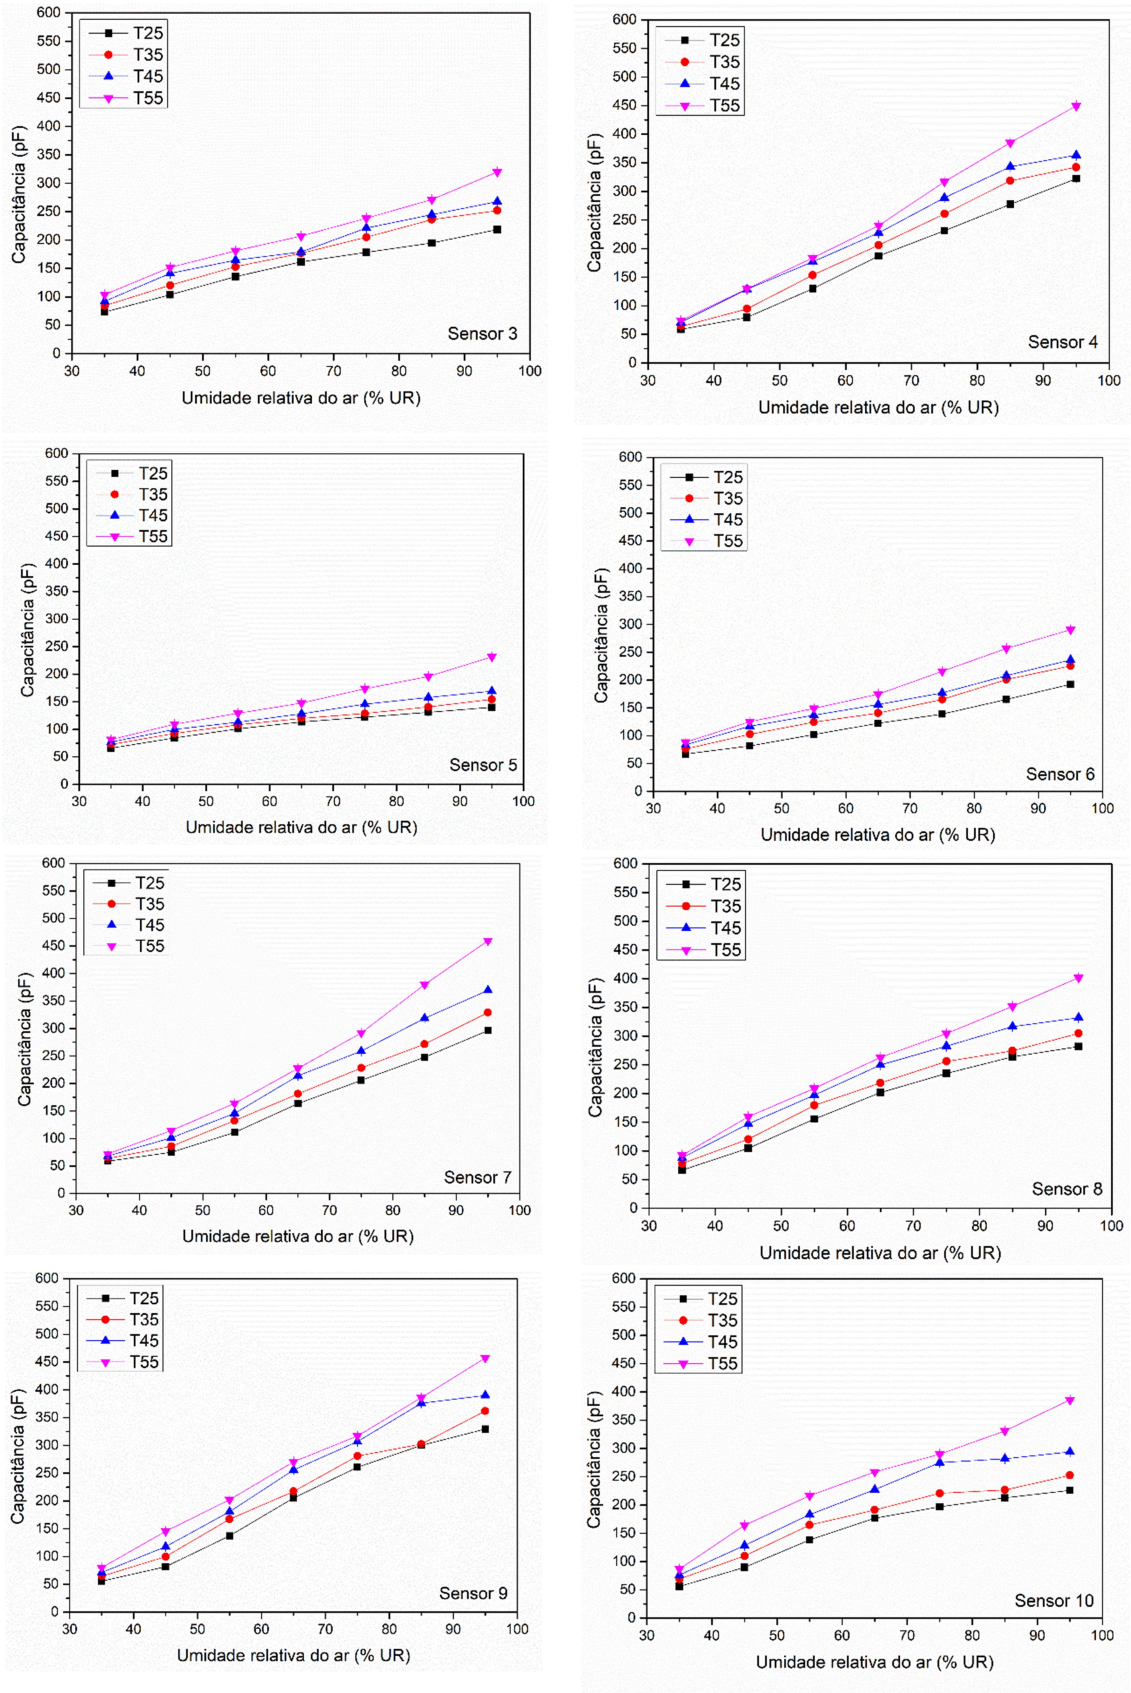 600
550
500
450
400
350
300
250
200
150
100
50
0
Capacitância (pF)
T25
T35
T45
T55
Sensor 3
30 40 50 60 70 80 90 100
Umidade relativa do ar (% UR)
600
550
500
450
400
350
300
250
200
150
100
50
0
Capacitância (pF)
T25
T35
T45
T55
Sensor 4
30 40 50 60 70 80 90 100
Umidade relativa do ar (% UR)
600
550
500
450
400
350
300
250
200
150
100
50
0
Capacitância (pF)
T25
T35
T45
T55
Sensor 5
30 40 50 60 70 80 90 100
Umidade relativa do ar (% UR)
600
550
500
450
400
350
300
250
200
150
100
50
0
Capacitância (pF)
T25
T35
T45
T55
Sensor 6
30 40 50 60 70 80 90 100
Umidade relativa do ar (% UR)
600
550
500
450
400
350
300
250
200
150
100
50
0
Capacitância (pF)
T25
T35
T45
T55
Sensor 7
30 40 50 60 70 80 90 100
Umidade relativa do ar (% UR)
600
550
500
450
400
350
300
250
200
150
100
50
0
Capacitância (pF)
T25
T35
T45
T55
Sensor 8
30 40 50 60 70 80 90 100
Umidade relativa do ar (% UR)
600
550
500
450
400
350
300
250
200
150
100
50
0
Capacitância (pF)
T25
T35
T45
T55
Sensor 9
30 40 50 60 70 80 90 100
Umidade relativa do ar (% UR)
600
550
500
450
400
350
300
250
200
150
100
50
0
Capacitância (pF)
T25
T35
T45
T55
Sensor 10
30 40 50 60 70 80 90 100
Umidade relativa do ar (% UR)